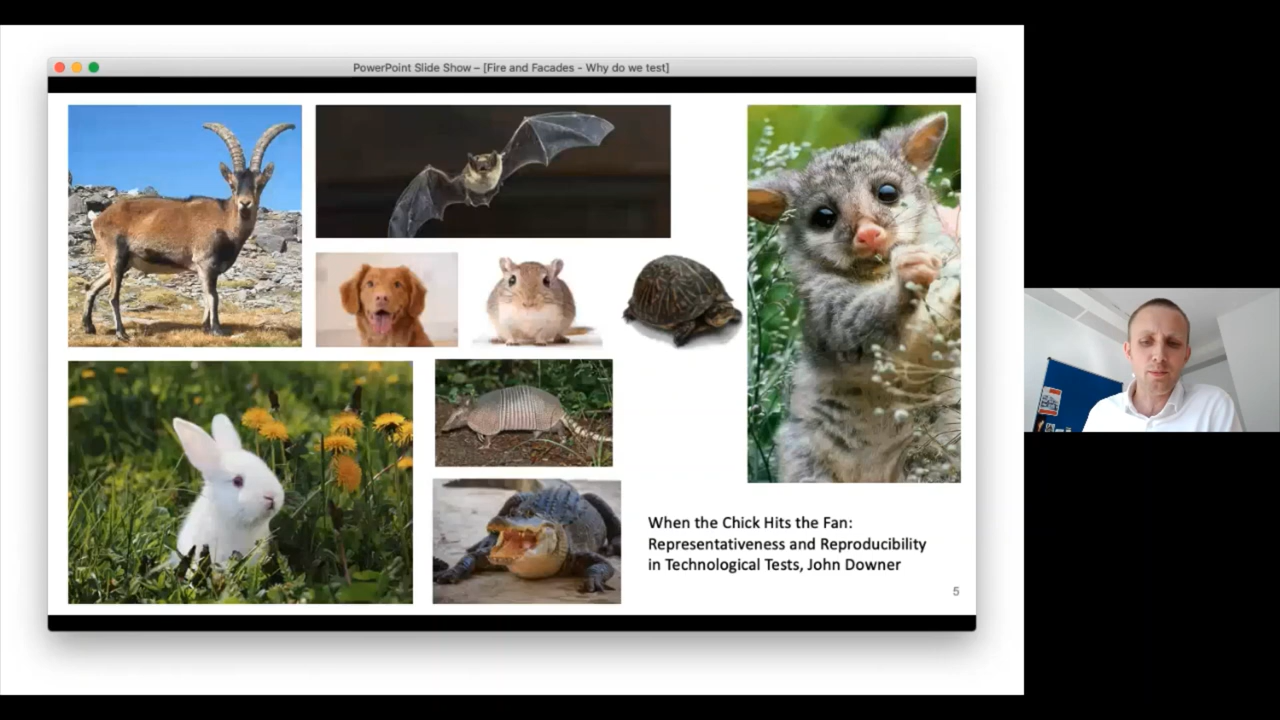 PowerPoint Slide Show – [Fire and Facades - Why do we test]
When the Chick Hits the Fan:
Representativeness and Reproducibility
in Technological Tests, John Downer
5